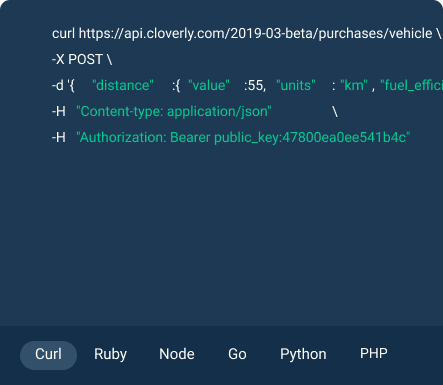 curl https://api.cloverly.com/2019-03-beta/purchases/vehicle \
-X POST \
-d '{ "distance" :{ "value" :55, "units" : "km" , "fuel_effici
-H "Content-type: application/json" \
-H "Authorization: Bearer public_key:47800ea0ee541b4c"
Curl Ruby Node Go Python PHP